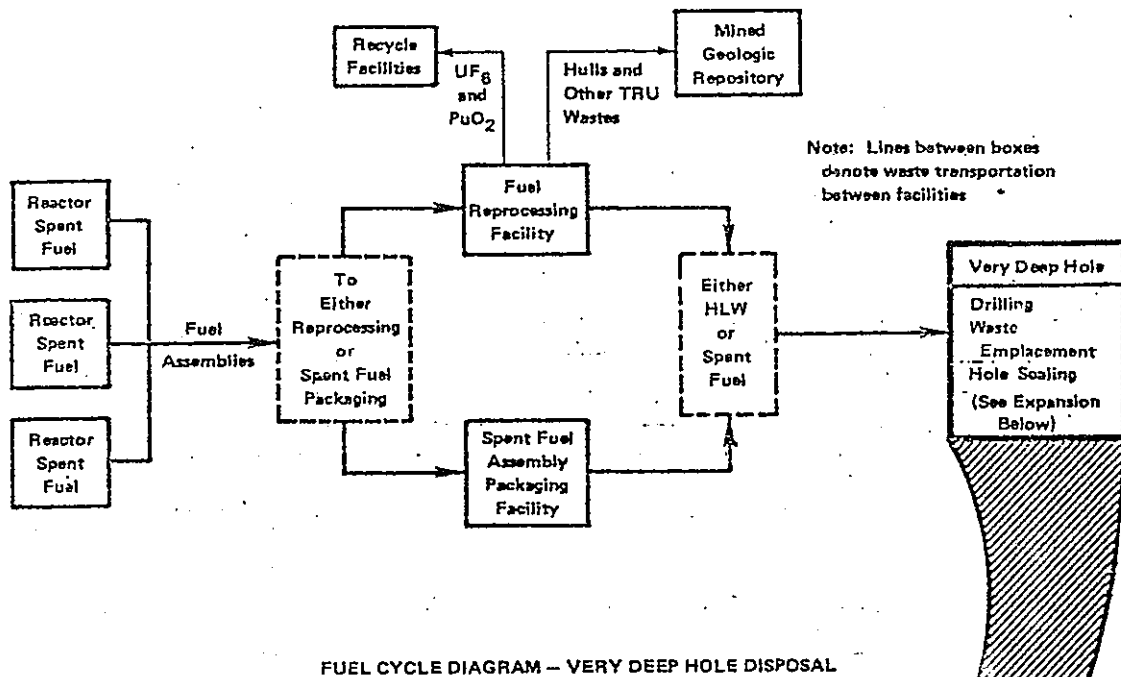 Recycle
Facilities
UF6
and
PuO2
Hulls and
Other TRU
Wastes
Mined
Geologic
Repository
Note: Lines between boxes
denote waste transportation
between facilities
Reactor
Spent
Fuel
Reactor
Spent
Fuel
Reactor
Spent
Fuel
Fuel
Assemblies
To
Either
Reprocessing
or
Spent Fuel
Packaging
Fuel
Reprocessing
Facility
Spent Fuel
Assembly
Packaging
Facility
Either
HLW
or
Spent
Fuel
Very Deep Hole
Drilling
Waste
Emplacement
Hole Sealing
(See Expansion
Below)
FUEL CYCLE DIAGRAM – VERY DEEP HOLE DISPOSAL